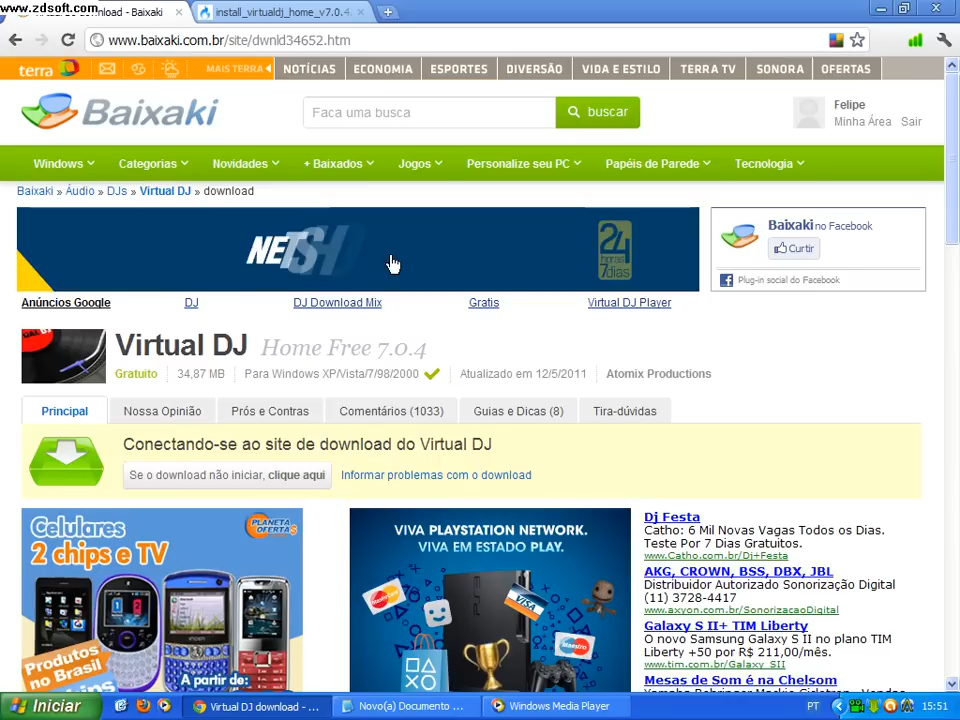 www.zdsoft.com
download - Baixaki
install_virtualdj_home_v7.0.4.
www.baixaki.com.br/site/dwnld34652.htm
terra MAIS TERRA NOTÍCIAS ECONOMIA ESPORTES DIVERSÃO VIDA E ESTILO TERRA TV SONORA OFERTAS
Baixaki
Faca uma busca
buscar
Felipe
Minha Área Sair
Windows Categorias Novidades + Baixados Jogos Personalize seu PC Papéis de Parede Tecnologia
Baixaki » Áudio » DJs » Virtual DJ » download
NETSH
24 horas 7dias
Baixaki no Facebook
Curtir
Plug-in social do Facebook
Anúncios Google DJ DJ Download Mix Gratis Virtual DJ Player
Virtual DJ Home Free 7.0.4
Gratuito 34,87 MB Para Windows XP/Vista/7/98/2000 Atualizado em 12/5/2011 Atomix Productions
Principal Nossa Opinião Prós e Contras Comentários (1033) Guias e Dicas (8) Tira-dúvidas
Conectando-se ao site de download do Virtual DJ
Se o download não iniciar, clique aqui Informar problemas com o download
Celulares
2 chips e TV
PLANETA OFERTAS
Produtos
no Brasil
A partir de:
VIVA PLAYSTATION NETWORK.
VIVA EM ESTADO PLAY.
MasterCard
VISA
Maestro
Dj Festa
Catho: 6 Mil Novas Vagas Todos os Dias.
Teste Por 7 Dias Gratuitos.
www.Catho.com.br/Dj+Festa
AKG, CROWN, BSS, DBX, JBL
Distribuidor Autorizado Sonorização Digital
(11) 3728-4417
www.axyon.com.br/SonorizacaoDigital
Galaxy S II+ TIM Liberty
O novo Samsung Galaxy S II no plano TIM
Liberty +50 por R$ 211,00/mês.
www.tim.com.br/Galaxy_SII
Mesas de Som é na Chelsom
Iniciar
Virtual DJ download - ...
Novo(a) Documento ...
Windows Media Player
PT
15:51